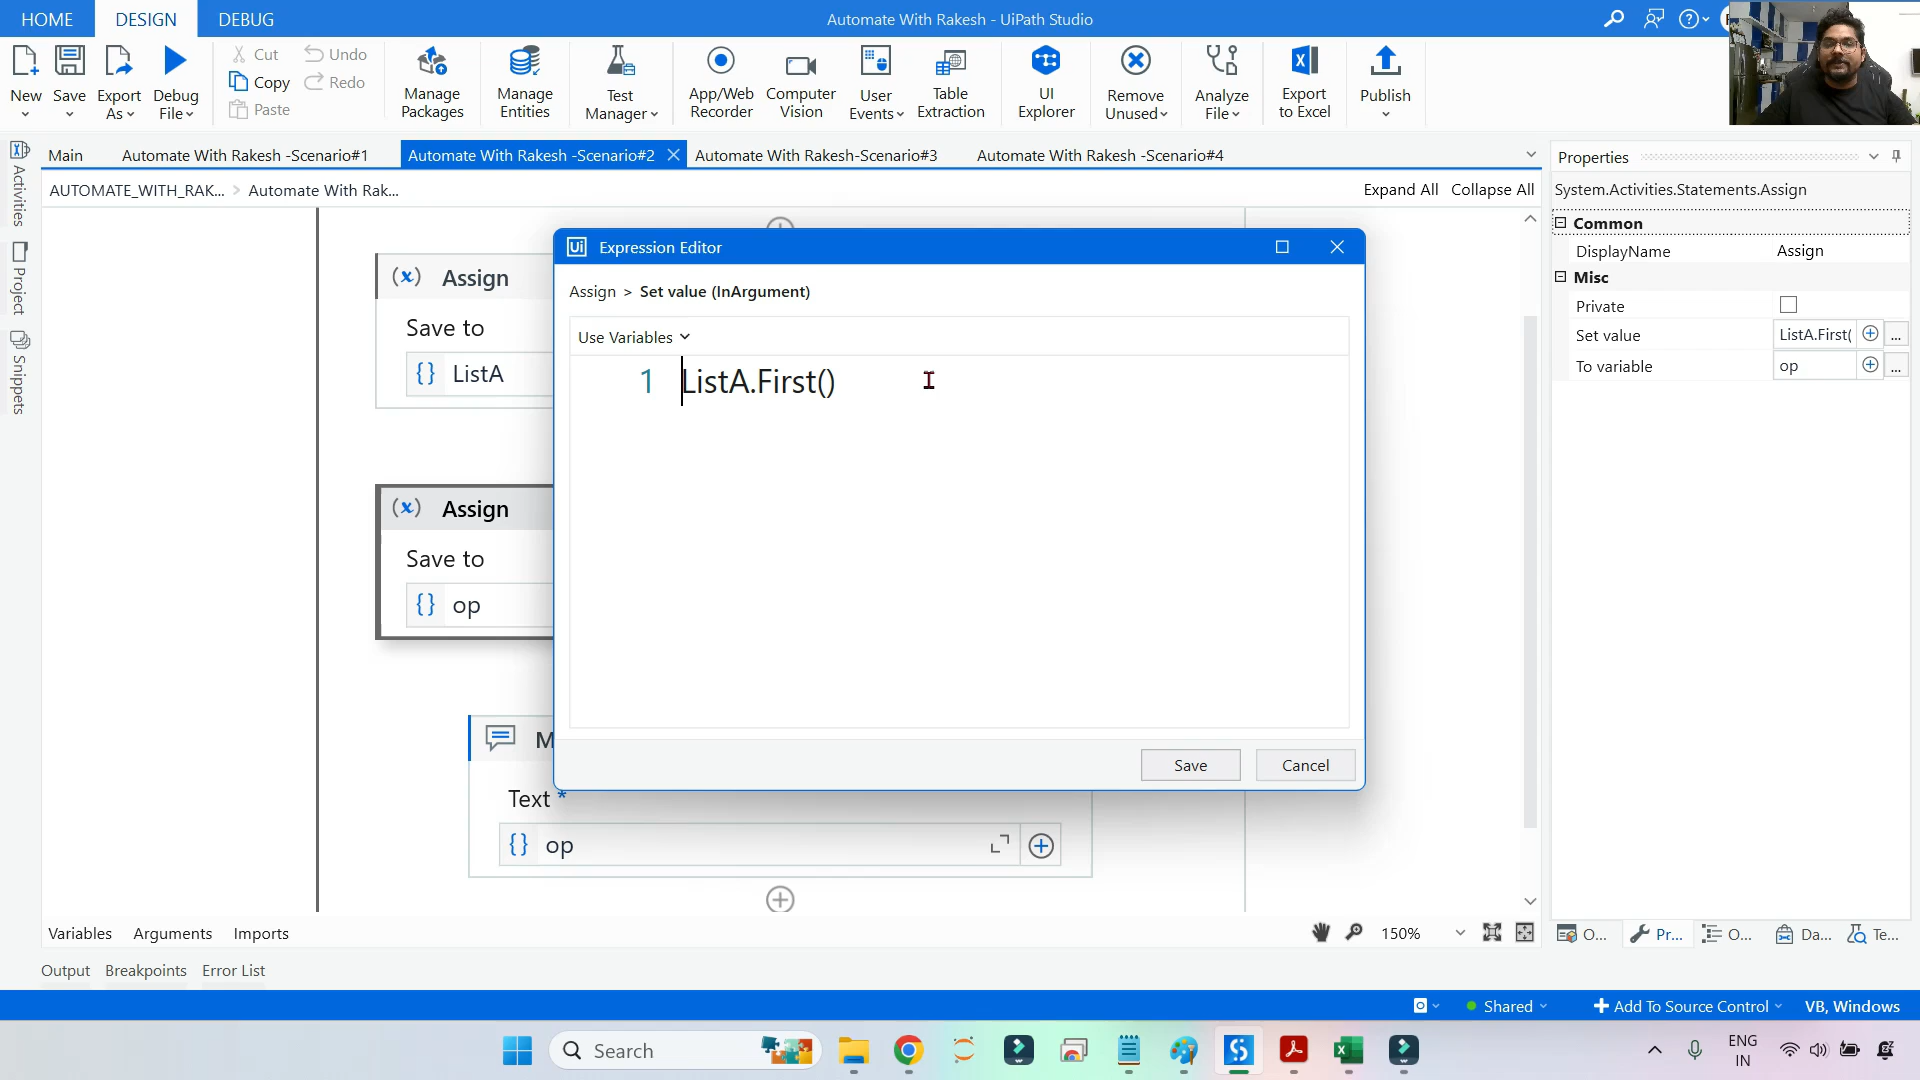 HOME DESIGN DEBUG Automate With Rakesh - UiPath Studio
New Save Export As Debug File
Cut Copy Paste Undo Redo
Manage Packages
Manage Entities
Test Manager
App/Web Recorder
Computer Vision
User Events
Table Extraction
UI Explorer
Remove Unused
Analyze File
Export to Excel
Publish
Main
Automate With Rakesh -Scenario#1
Automate With Rakesh -Scenario#2
Automate With Rakesh-Scenario#3
Automate With Rakesh -Scenario#4
AUTOMATE_WITH_RAK... > Automate With Rak...
Expand All Collapse All
Activities
Project
Snippets
(x) Assign
Save to
{} ListA
(x) Assign
Save to
{} op
M
Text *
{} op
Ui Expression Editor
Assign > Set value (InArgument)
Use Variables
1 ListA.First()
Save Cancel
Properties
System.Activities.Statements.Assign
Common
DisplayName Assign
Misc
Private
Set value ListA.First( ...
To variable op ...
Variables Arguments Imports
150%
O... Pr... O... Da... Te...
Output Breakpoints Error List
Shared Add To Source Control VB, Windows
Search
ENG
IN